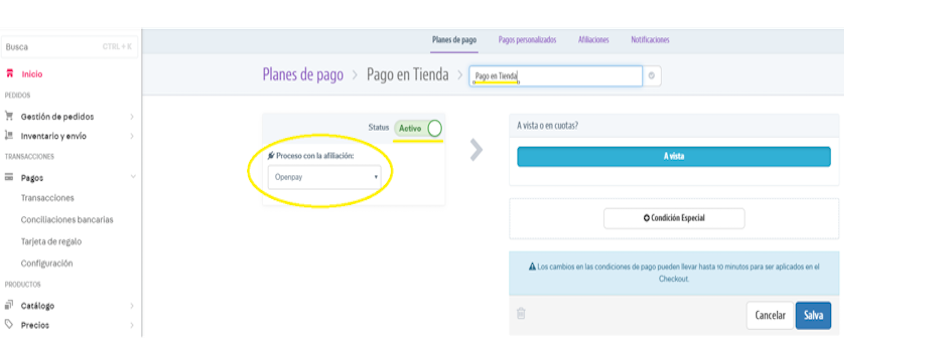 Busca CTRL + K
Inicio
PEDIDOS
Gestión de pedidos
Inventario y envío
TRANSACCIONES
Pagos
Transacciones
Conciliaciones bancarias
Tarjeta de regalo
Configuración
PRODUCTOS
Catálogo
Precios
Planes de pago Pagos personalizados Afiliaciones Notificaciones
Planes de pago > Pago en Tienda > Pago en Tienda
Status Activo
Proceso con la afiliación:
Openpay
A vista o en cuotas?
A vista
Condición Especial
Los cambios en las condiciones de pago pueden llevar hasta 10 minutos para ser aplicados en el
Checkout.
Cancelar Salva